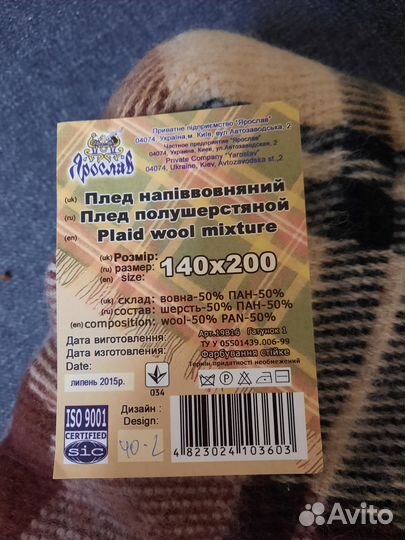 Ярослав
Приватне підприємство "Ярослав"
04074, Україна, м. Київ, вул. Автозаводська, 2
Частное предприятие "Ярослав"
04074, Украина, Киев, ул. Автозаводская, 2
Private Company "Yaroslav"
04074, Ukraine, Kiev, Avtozavodska st., 2
(uk) Плед напіввовняний
(ru) Плед полушерстяной
(en) Plaid wool mixture
(uk) Розмір:
(ru) размер: 140x200
(en) size:
(uk) склад: вовна-50% ПАН-50%
(ru) состав: шерсть-50% ПАН-50%
(en) composition: wool-50% PAN-50%
Дата виготовлення: Арт.19В16 Гатунок 1
Дата изготовления: ТУ У 05501439.006-99
Date: Фарбування стійке
Термін придатності необмежений
липень 2015р.
034
ISO 9001
CERTIFIED
sic
Дизайн :
Design:
40-2
4823024103603
Avito